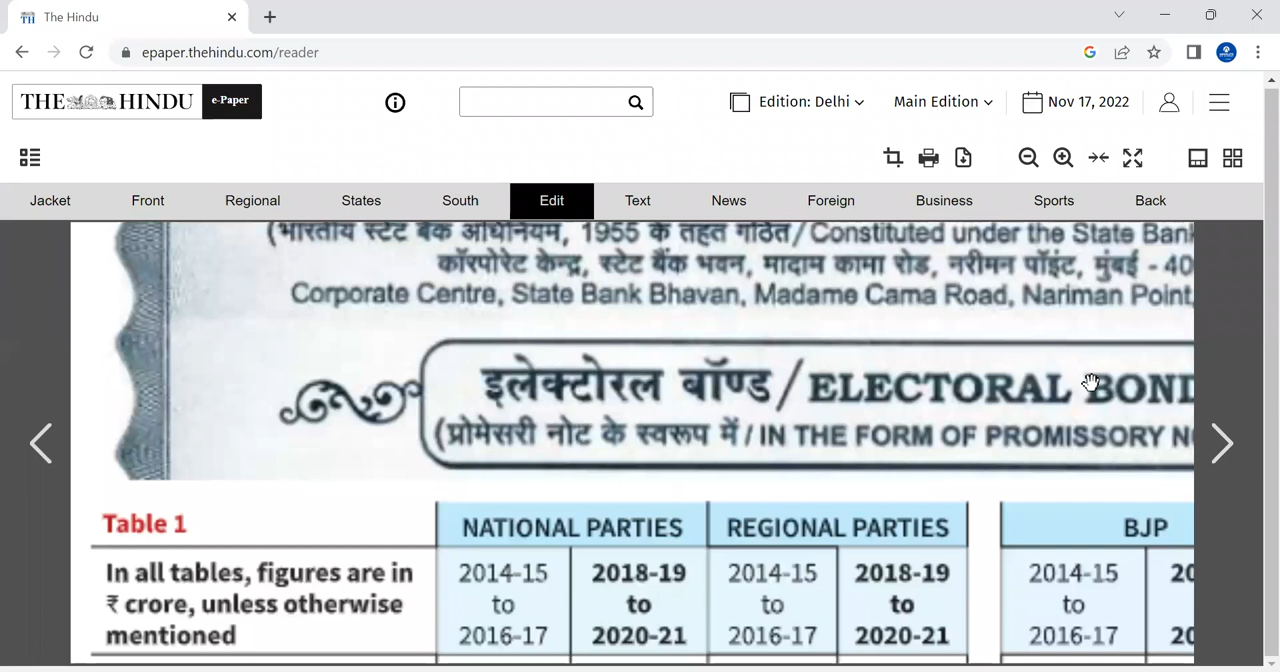 The Hindu
epaper.thehindu.com/reader
THE HINDU e-Paper
Edition: Delhi
Main Edition
Nov 17, 2022
Jacket Front Regional States South Edit Text News Foreign Business Sports Back
(भारतीय स्टेट बैंक अधिनियम, 1955 के तहत गठित/Constituted under the State Bank
कॉरपोरेट केन्द्र, स्टेट बैंक भवन, मादाम कामा रोड, नरीमन पॉइंट, मुंबई - 40
Corporate Centre, State Bank Bhavan, Madame Cama Road, Nariman Point,
इलेक्टोरल बॉण्ड/ELECTORAL BOND
(प्रोमेसरी नोट के स्वरूप में/IN THE FORM OF PROMISSORY N
Table 1 NATIONAL PARTIES REGIONAL PARTIES BJP
In all tables, figures are in 2014-15 2018-19 2014-15 2018-19 2014-15 20
₹ crore, unless otherwise to to to to to
mentioned 2016-17 2020-21 2016-17 2020-21 2016-17 20